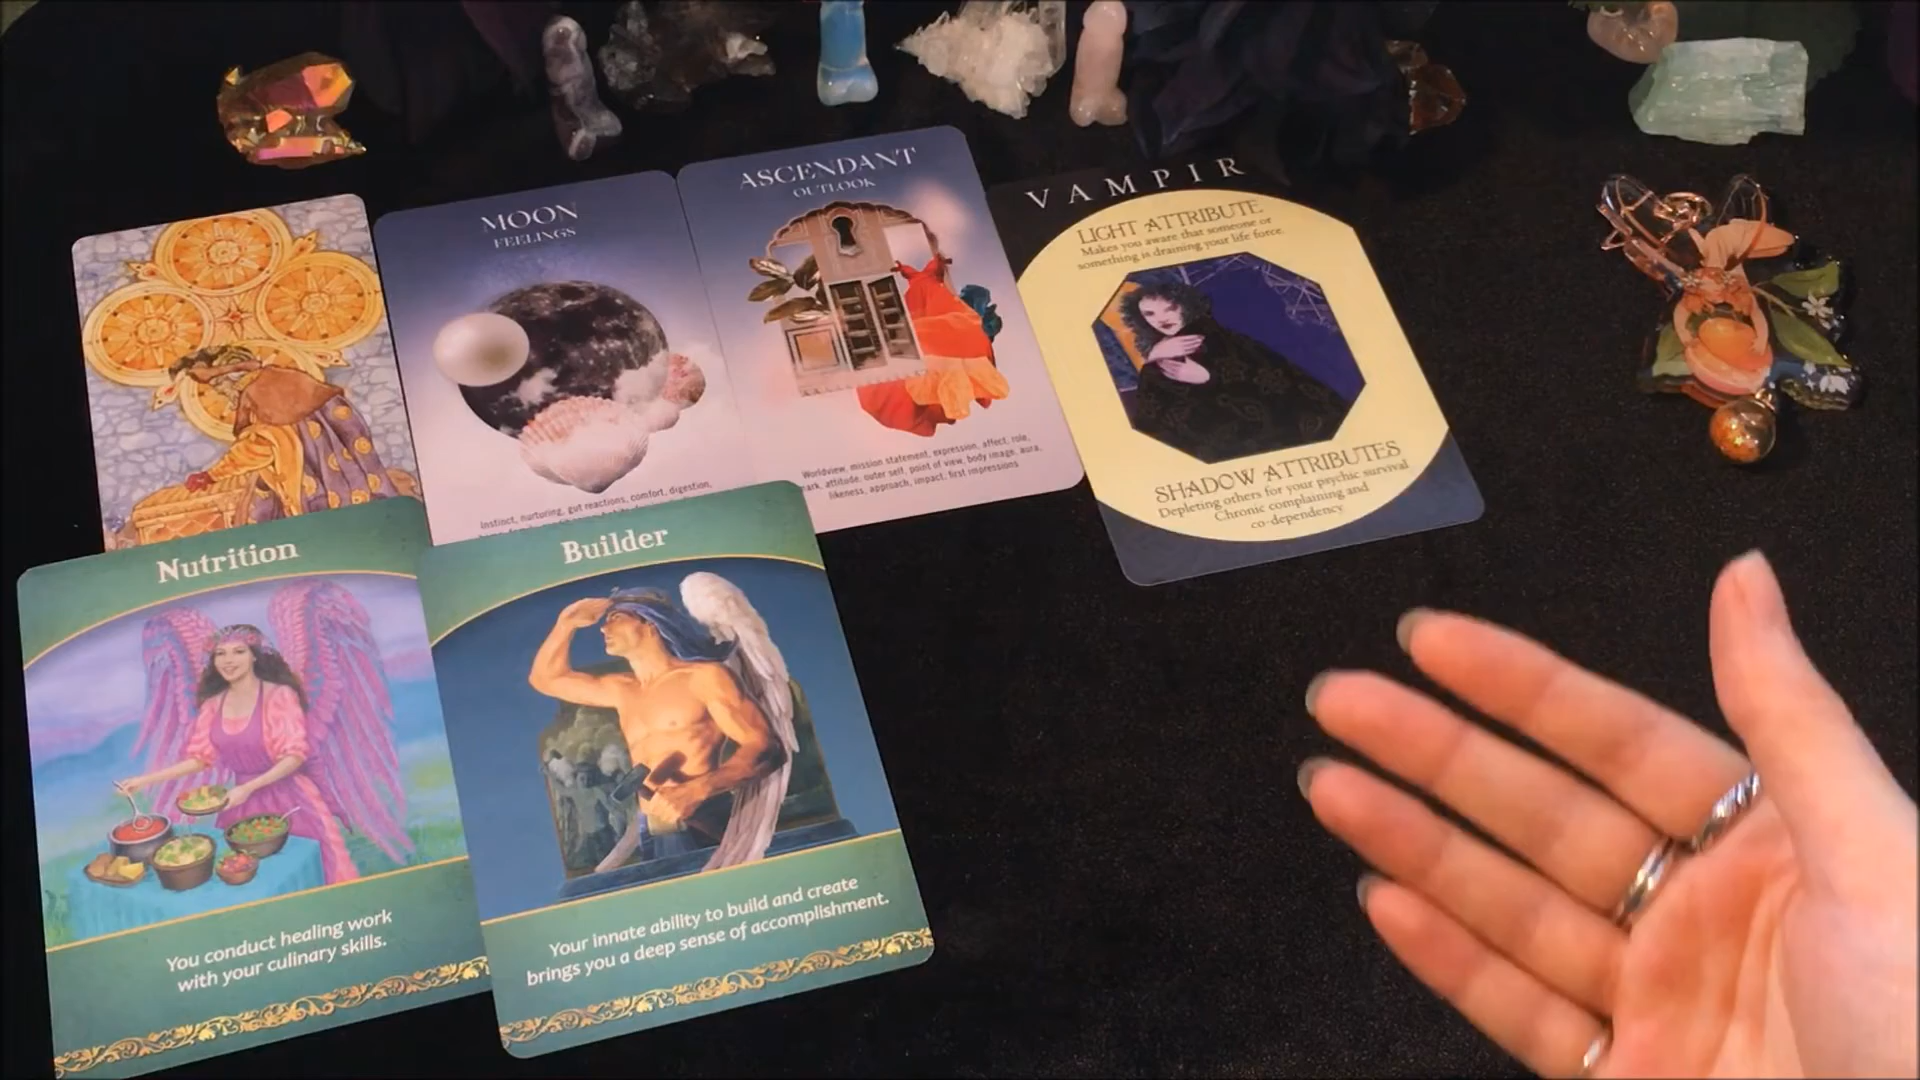 MOON
FEELINGS
Instinct, nurturing, gut reactions, comfort, digestion,
ASCENDANT
OUTLOOK
Worldview, mission statement, expression, affect, role,
ark, attitude, outer self, point of view, body image, aura,
likeness, approach, impact, first impressions
VAMPIR
LIGHT ATTRIBUTE
Makes you aware that someone or
something is draining your life force.
SHADOW ATTRIBUTES
Depleting others for your psychic survival
Chronic complaining and
co-dependency
Nutrition
You conduct healing work
with your culinary skills.
Builder
Your innate ability to build and create
brings you a deep sense of accomplishment.